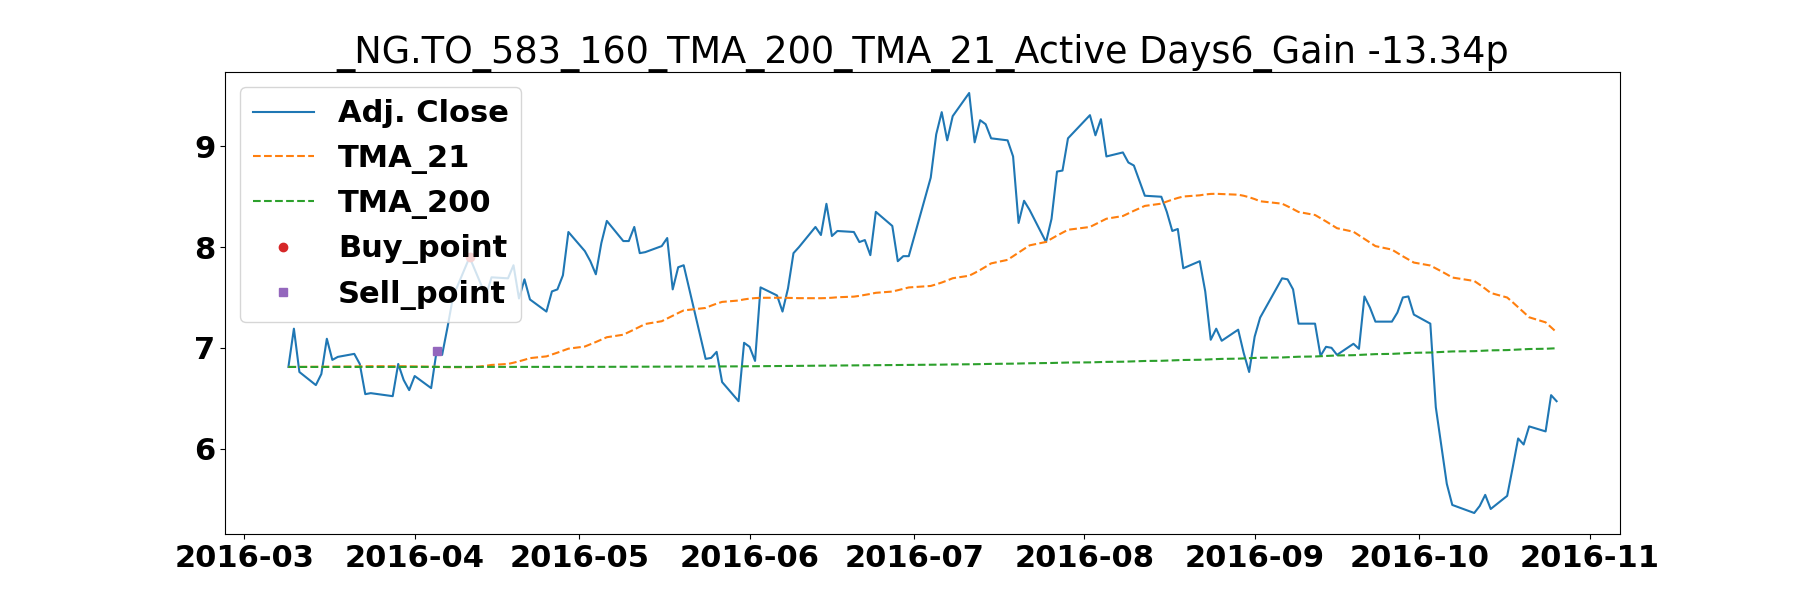 _NG.TO_583_160_TMA_200_TMA_21_Active Days6_Gain -13.34p
Adj. Close
TMA_21
TMA_200
Buy_point
Sell_point
9
8
7
6
2016-03 2016-04 2016-05 2016-06 2016-07 2016-08 2016-09 2016-10 2016-11